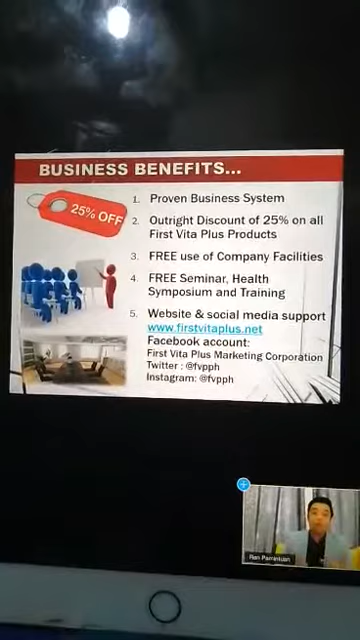 BUSINESS BENEFITS...
25% OFF
1. Proven Business System
2. Outright Discount of 25% on all
First Vita Plus Products
3. FREE use of Company Facilities
4. FREE Seminar, Health
Symposium and Training
5. Website & social media support
www.firstvitaplus.net
Facebook account:
First Vita Plus Marketing Corporation
Twitter : @fvpph
Instagram: @fvpph
Ron Pamintuan